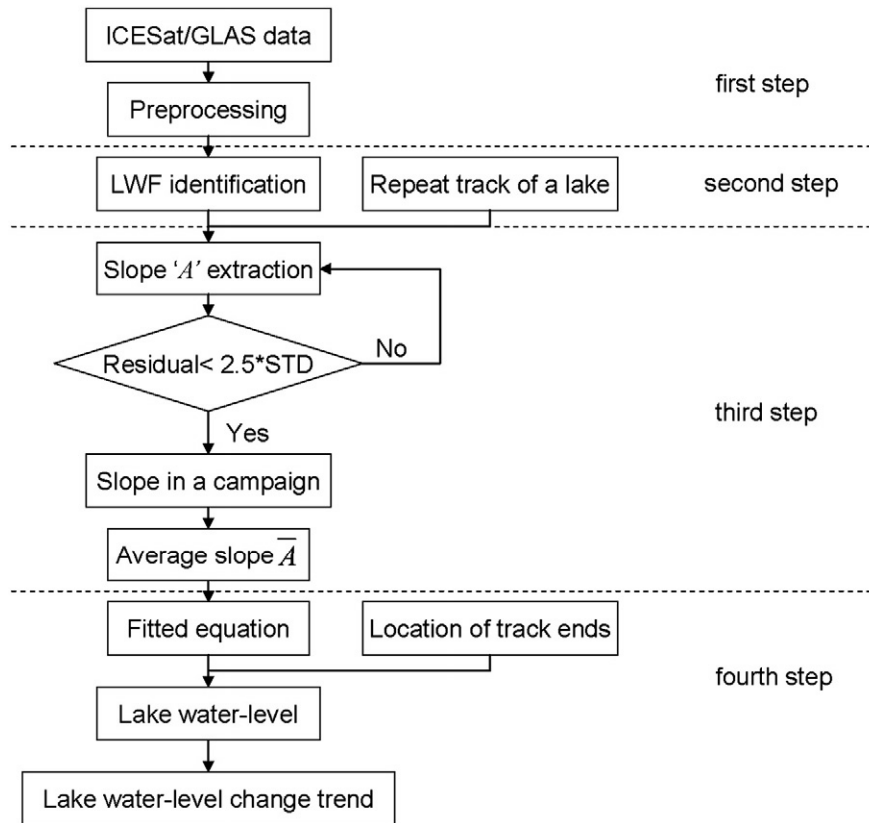 ICESat/GLAS data
Preprocessing
first step
LWF identification
Repeat track of a lake
second step
Slope ‘A’ extraction
Residual< 2.5*STD
No
Yes
third step
Slope in a campaign
Average slope A̅
Fitted equation
Location of track ends
fourth step
Lake water-level
Lake water-level change trend